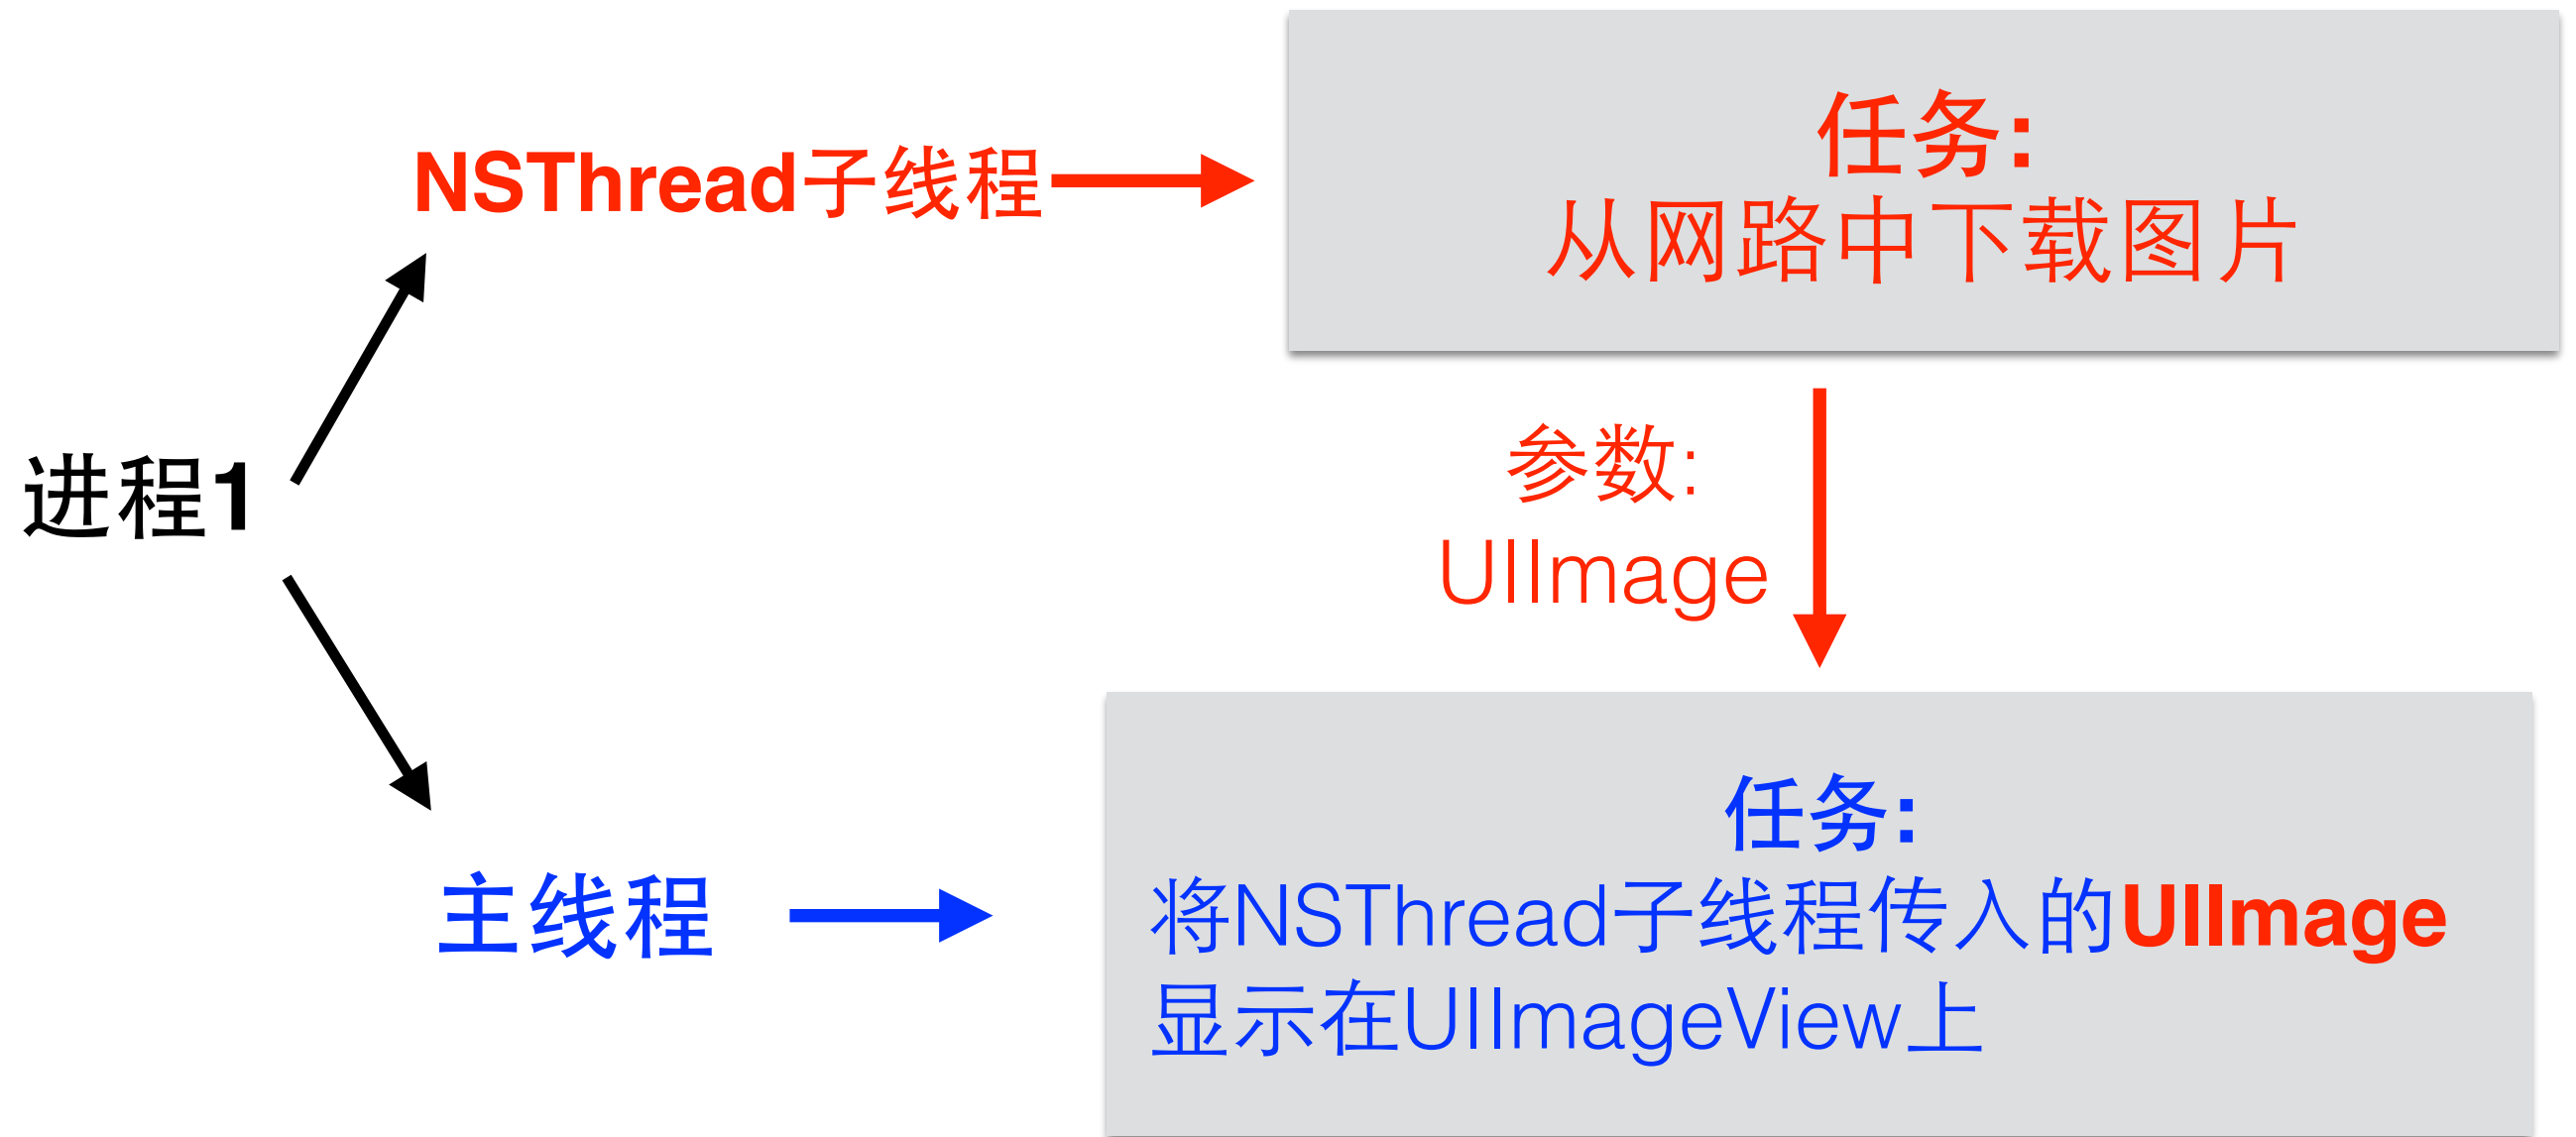 NSThread子线程
任务:
从网路中下载图片
参数:
UIImage
进程1
任务:
主线程
将NSThread子线程传入的UIImage
显示在UIImageView上